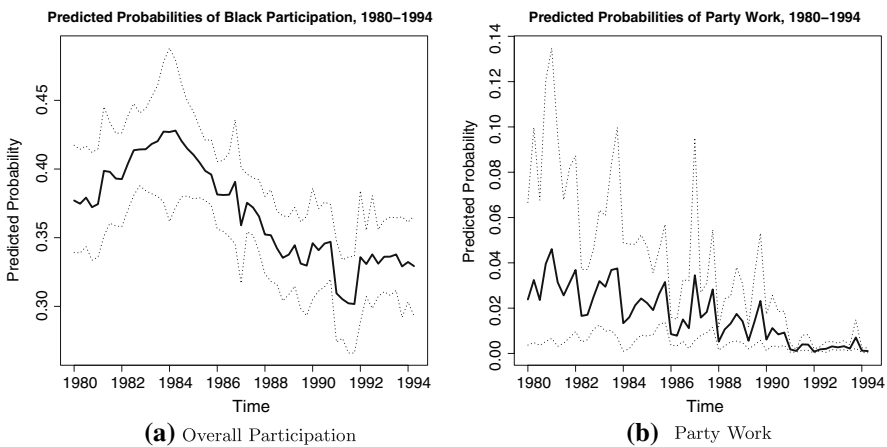 Predicted Probabilities of Black Participation, 1980−1994
Predicted Probability
0.45
0.40
0.35
0.30
1980 1982 1984 1986 1988 1990 1992 1994
Time
(a) Overall Participation
Predicted Probabilities of Party Work, 1980−1994
Predicted Probability
0.14
0.12
0.10
0.08
0.06
0.04
0.02
0.00
1980 1982 1984 1986 1988 1990 1992 1994
Time
(b) Party Work